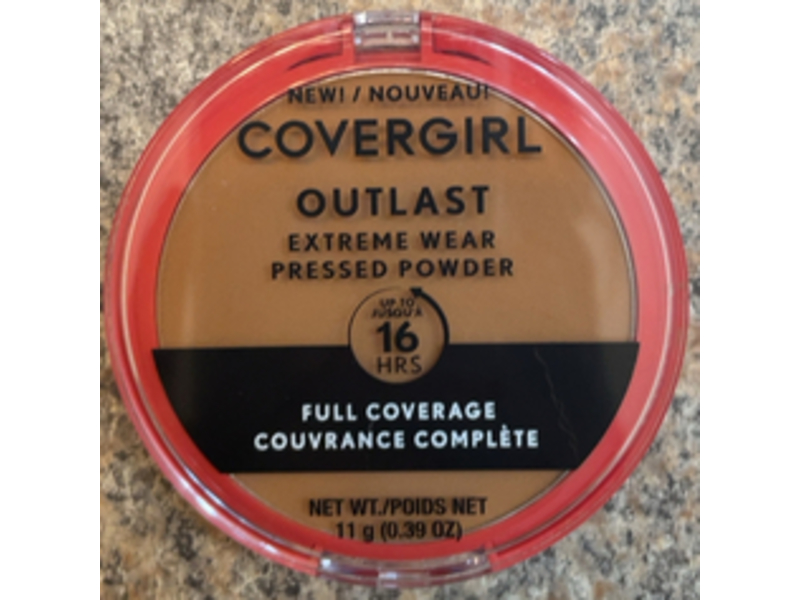 NEW! / NOUVEAU!
COVERGIRL
OUTLAST
EXTREME WEAR
PRESSED POWDER
UP TO
JUSQU'À
16
HRS
FULL COVERAGE
COUVRANCE COMPLÈTE
NET WT./POIDS NET
11 g (0.39 OZ)